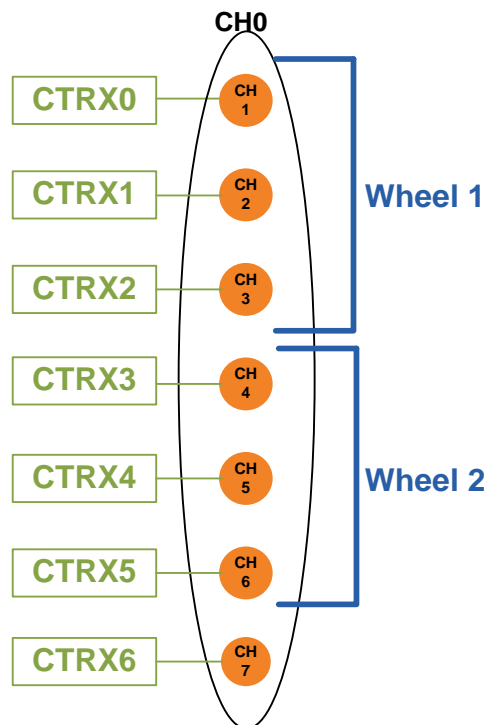 CH0
CTRX0
CH
1
CTRX1
CH
2
Wheel 1
CTRX2
CH
3
CTRX3
CH
4
CTRX4
CH
5
Wheel 2
CTRX5
CH
6
CTRX6
CH
7